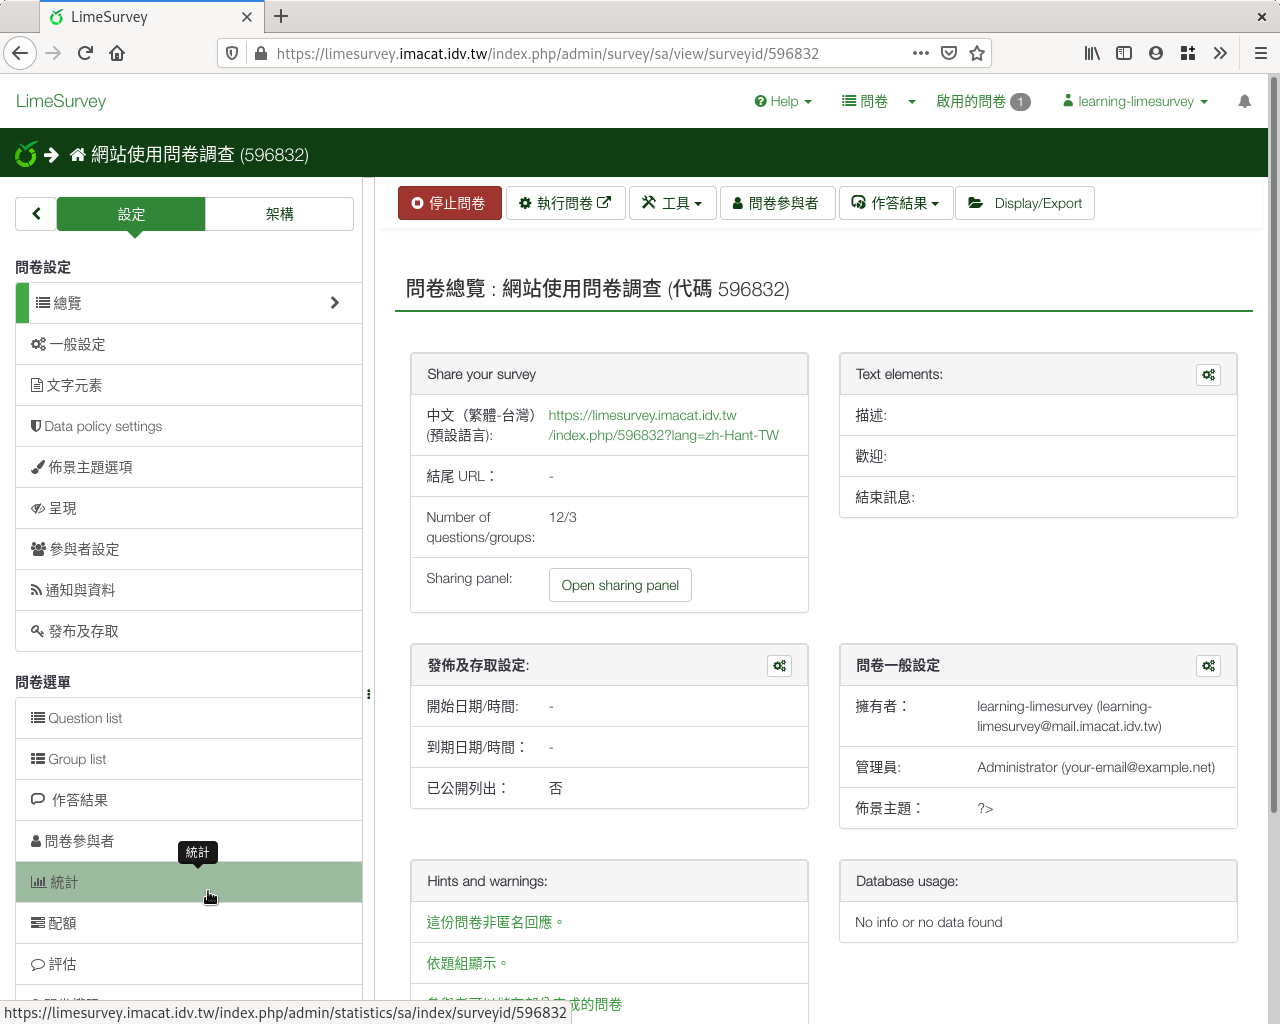 LimeSurvey
https://limesurvey.imacat.idv.tw/index.php/admin/survey/sa/view/surveyid/596832
LimeSurvey
Help
問卷
啟用的問卷 1
learning-limesurvey
網站使用問卷調查 (596832)
設定
架構
停止問卷
執行問卷
工具
問卷參與者
作答結果
Display/Export
問卷設定
總覽
一般設定
文字元素
Data policy settings
佈景主題選項
呈現
參與者設定
通知與資料
發布及存取
問卷選單
Question list
Group list
作答結果
問卷參與者
統計
統計
配額
評估
問卷總覽 : 網站使用問卷調查 (代碼 596832)
Share your survey
中文（繁體-台灣） https://limesurvey.imacat.idv.tw
(預設語言): /index.php/596832?lang=zh-Hant-TW
結尾 URL： -
Number of 12/3
questions/groups:
Sharing panel: Open sharing panel
Text elements:
描述:
歡迎:
結束訊息:
發佈及存取設定:
開始日期/時間: -
到期日期/時間： -
已公開列出： 否
問卷一般設定
擁有者： learning-limesurvey (learning-
limesurvey@mail.imacat.idv.tw)
管理員: Administrator (your-email@example.net)
佈景主題： ?>
Hints and warnings:
這份問卷非匿名回應。
依題組顯示。
成的問卷
Database usage:
No info or no data found
https://limesurvey.imacat.idv.tw/index.php/admin/statistics/sa/index/surveyid/596832